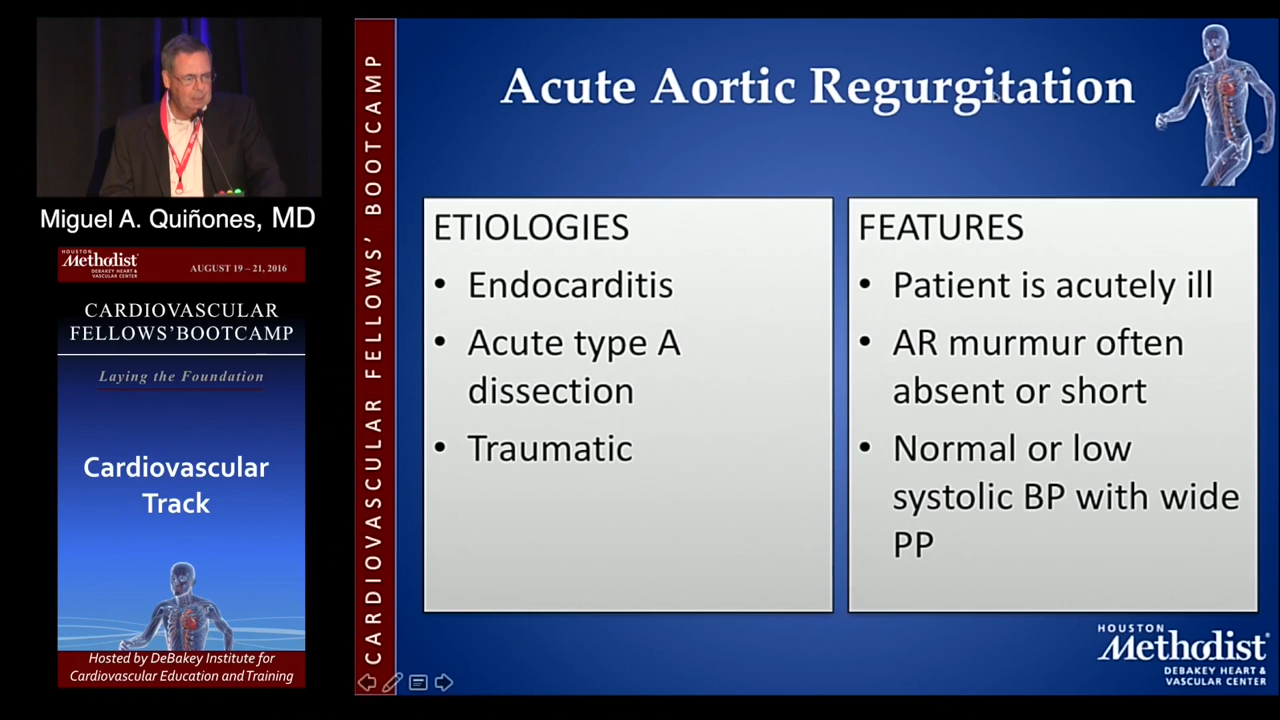 Miguel A. Quiñones, MD
HOUSTON
Methodist
DEBAKEY HEART &
VASCULAR CENTER
AUGUST 19 – 21, 2016
CARDIOVASCULAR
FELLOWS'BOOTCAMP
Laying the Foundation
Cardiovascular
Track
Hosted by DeBakey Institute for
Cardiovascular Education and Training
CARDIOVASCULAR FELLOWS' BOOTCAMP
Acute Aortic Regurgitation
ETIOLOGIES
• Endocarditis
• Acute type A
dissection
• Traumatic
FEATURES
• Patient is acutely ill
• AR murmur often
absent or short
• Normal or low
systolic BP with wide
PP
HOUSTON
Methodist
DEBAKEY HEART &
VASCULAR CENTER